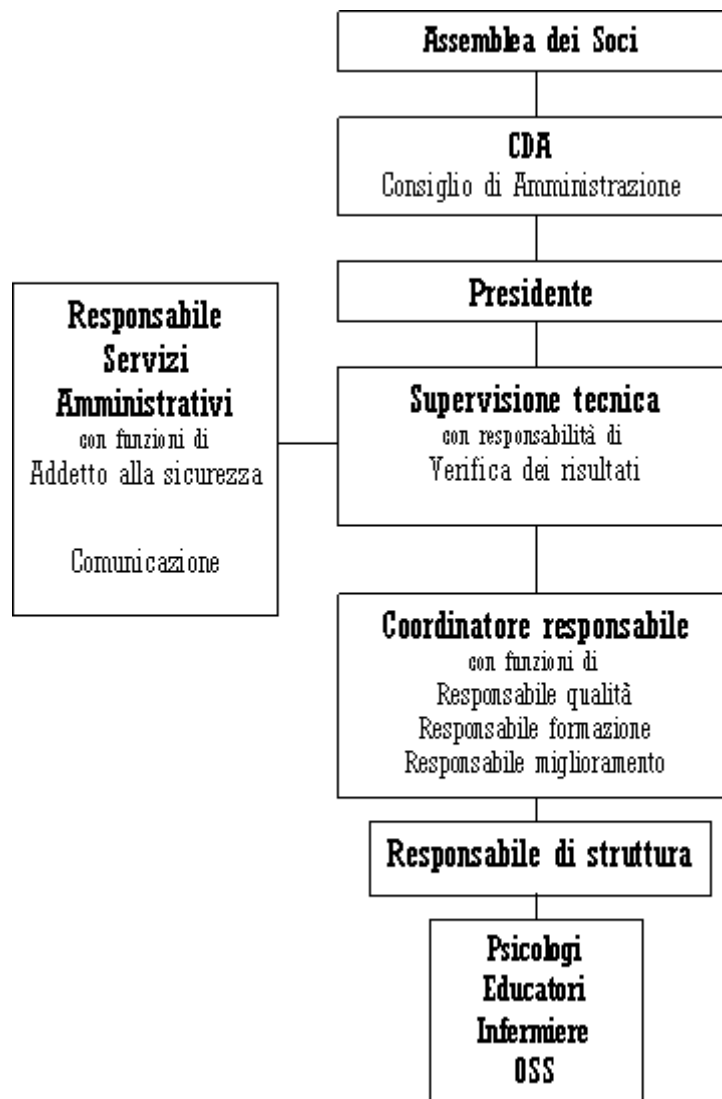 Assemblea dei Soci
CDA
Consiglio di Amministrazione
Presidente
Responsabile
Servizi
Amministrativi
con funzioni di
Addetto alla sicurezza
Comunicazione
Supervisione tecnica
con responsabilità di
Verifica dei risultati
Coordinatore responsabile
con funzioni di
Responsabile qualità
Responsabile formazione
Responsabile miglioramento
Responsabile di struttura
Psicologi
Educatori
Infermiere
OSS